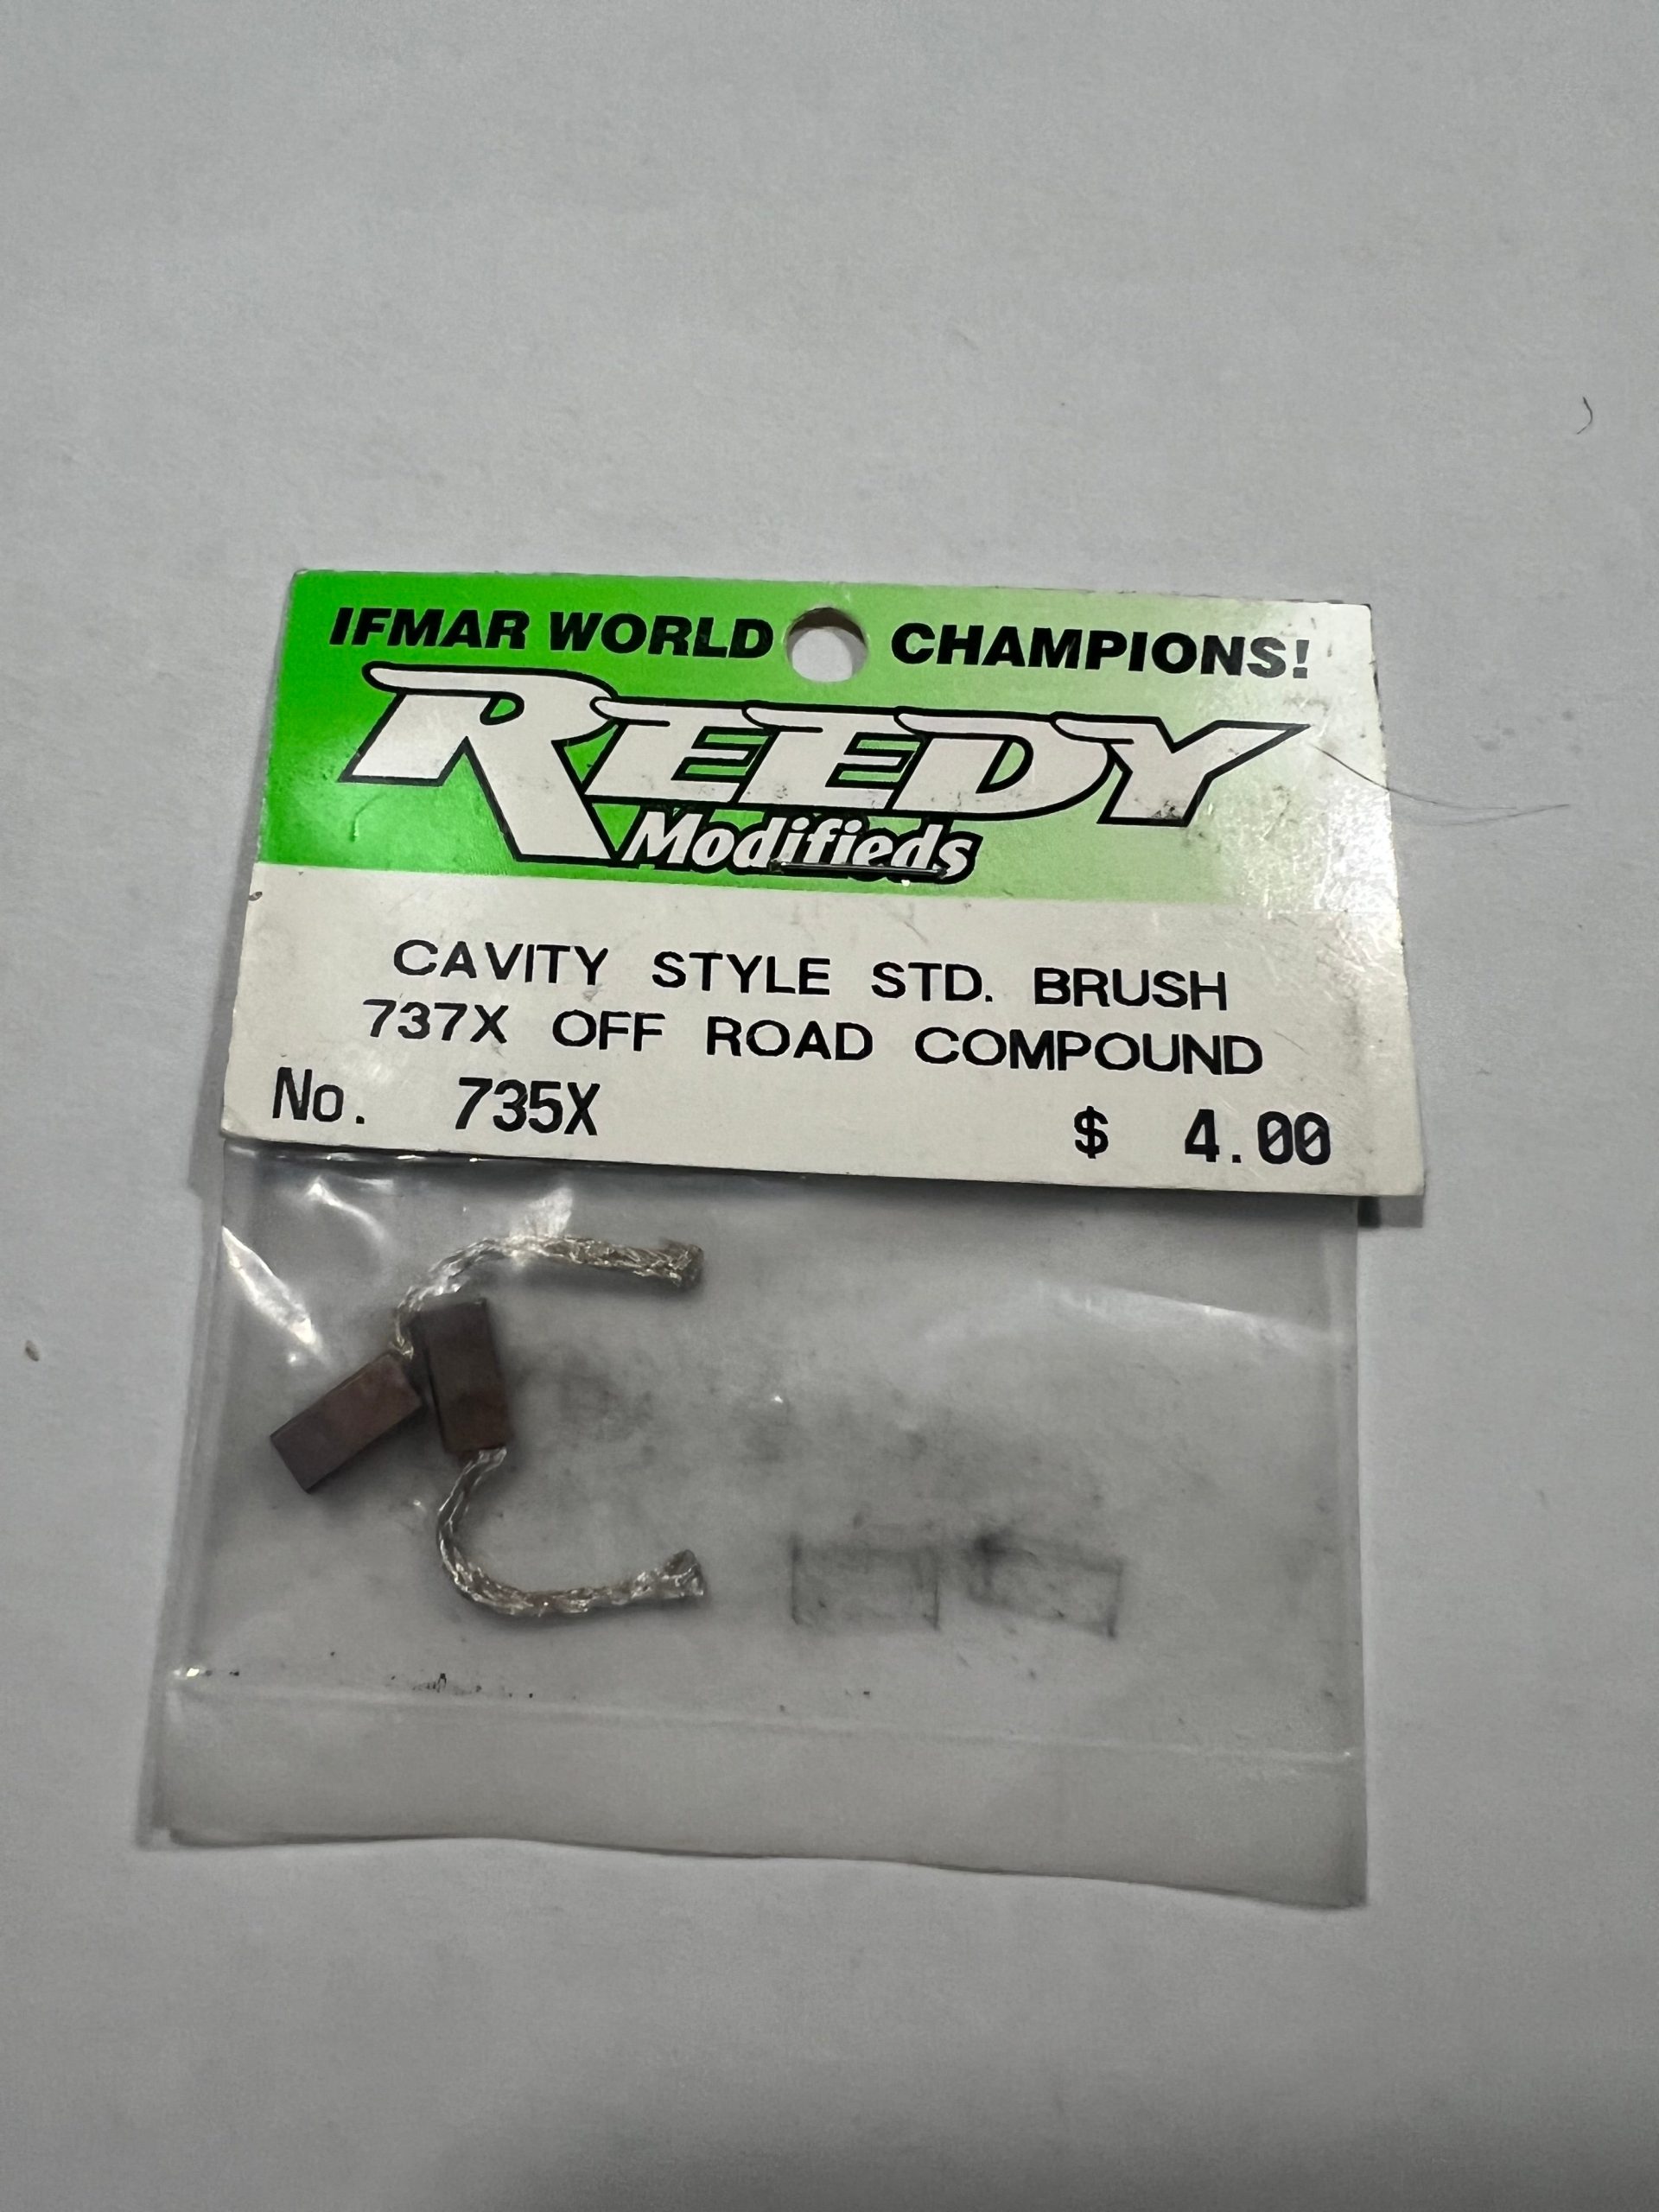 IFMAR WORLD CHAMPIONS!
REEDY
Modifieds
CAVITY STYLE STD. BRUSH
737X OFF ROAD COMPOUND
No. 735X $ 4.00